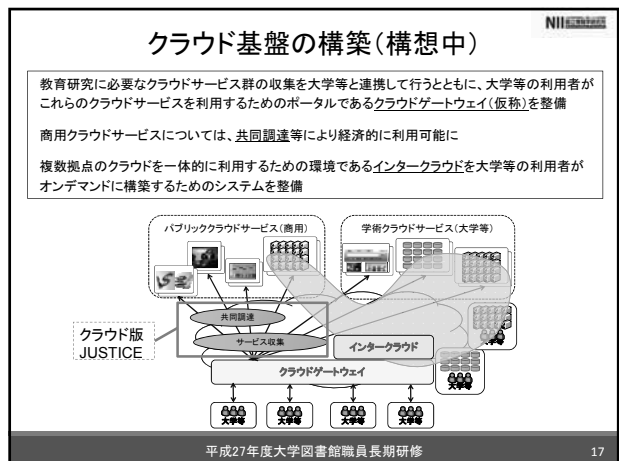 NII
クラウド基盤の構築(構想中)
教育研究に必要なクラウドサービス群の収集を大学等と連携して行うとともに、大学等の利用者が
これらのクラウドサービスを利用するためのポータルであるクラウドゲートウェイ(仮称)を整備
商用クラウドサービスについては、共同調達等により経済的に利用可能に
複数拠点のクラウドを一体的に利用するための環境であるインタークラウドを大学等の利用者が
オンデマンドに構築するためのシステムを整備
パブリッククラウドサービス(商用)
学術クラウドサービス(大学等)
共同調達
クラウド版
JUSTICE
サービス収集
インタークラウド
クラウドゲートウェイ
大学等
大学等
大学等
大学等
大学等
大学等
平成27年度大学図書館職員長期研修
17